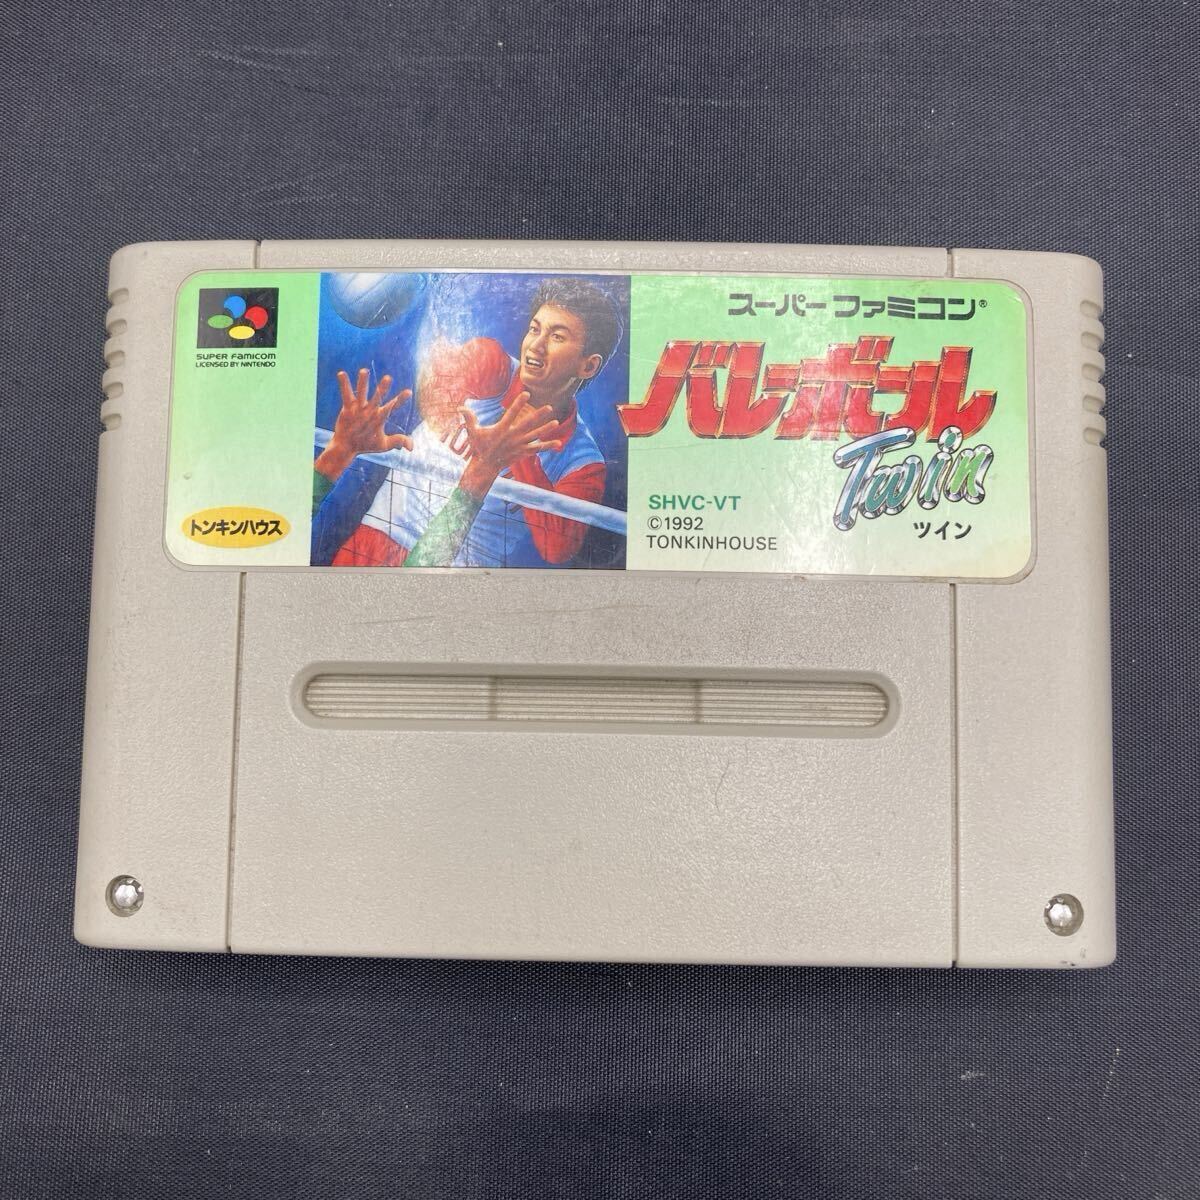 SUPER FAMICOM
LICENSED BY NINTENDO
トンキンハウス
スーパーファミコン®
バレーボール
Twin
ツイン
SHVC-VT
©1992
TONKINHOUSE